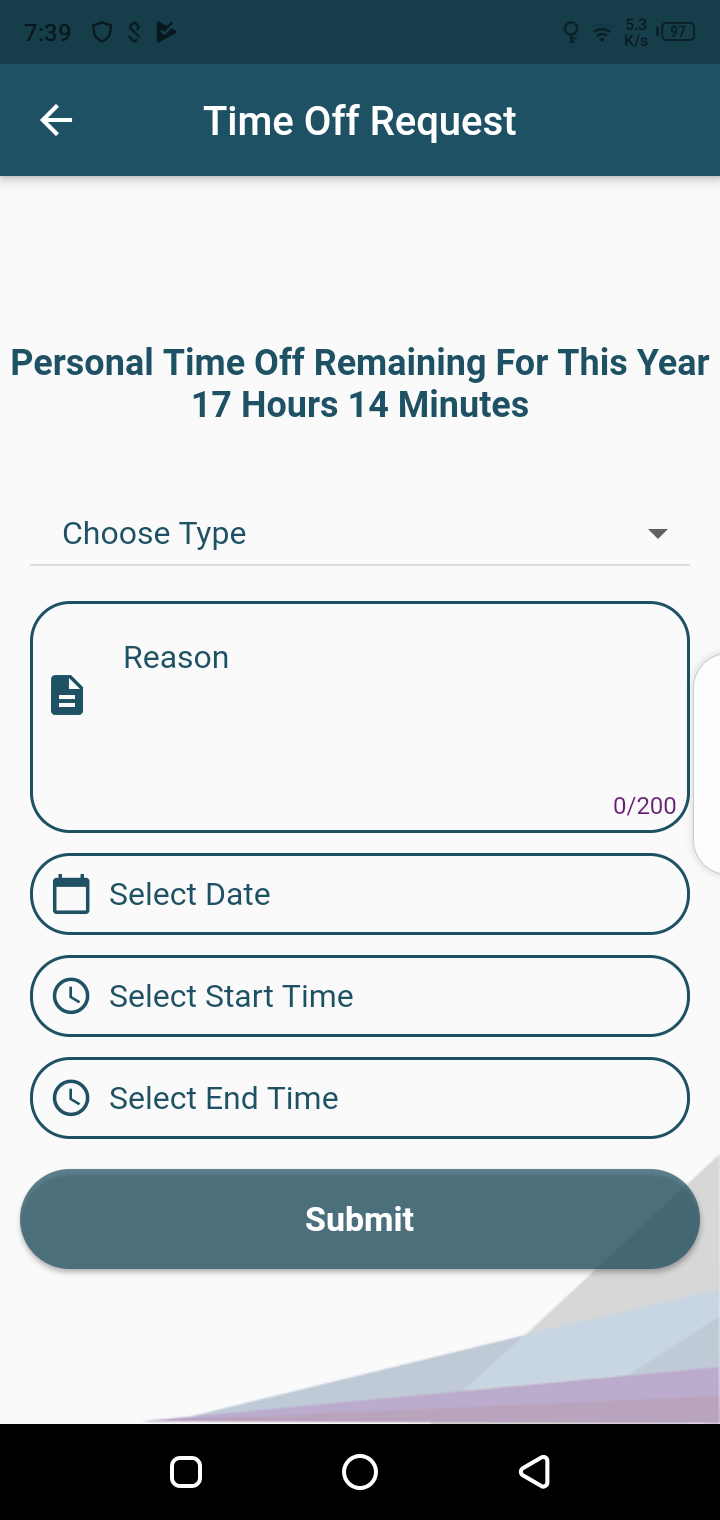 7:39
5.3
K/s
97
Time Off Request
Personal Time Off Remaining For This Year
17 Hours 14 Minutes
Choose Type
Reason
0/200
Select Date
Select Start Time
Select End Time
Submit